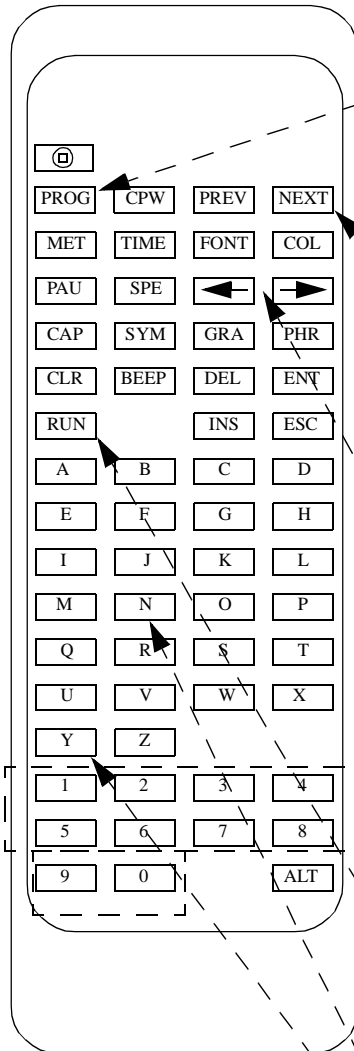 PROG CPW PREV NEXT
MET TIME FONT COL
PAU SPE
CAP SYM GRA PHR
CLR BEEP DEL ENT
RUN INS ESC
A B C D
E F G H
I J K L
M N O P
Q R S T
U V W X
Y Z
1 2 3 4
5 6 7 8
9 0 ALT